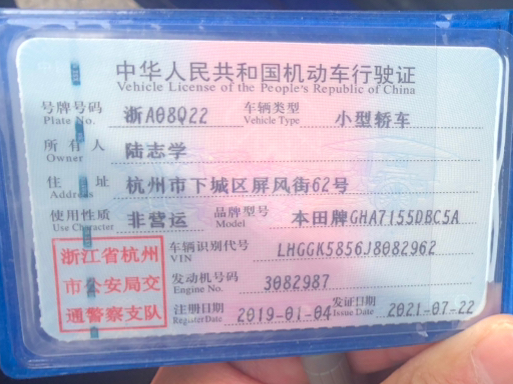 中华人民共和国机动车行驶证
Vehicle License of the People's Republic of China
号牌号码 浙A08Q22 车辆类型 小型轿车
Plate No. Vehicle Type
所有人 陆志学
Owner
住址 杭州市下城区屏风街62号
Address
使用性质 非营运 品牌型号 本田牌GHA7155DBC5A
Use Character Model
浙江省杭州
市公安局交
通警察支队
车辆识别代号 LHGGK5856J8082962
VIN
发动机号码 3082987
Engine No.
注册日期 2019-01-04 发证日期 2021-07-22
Register Date Issue Date